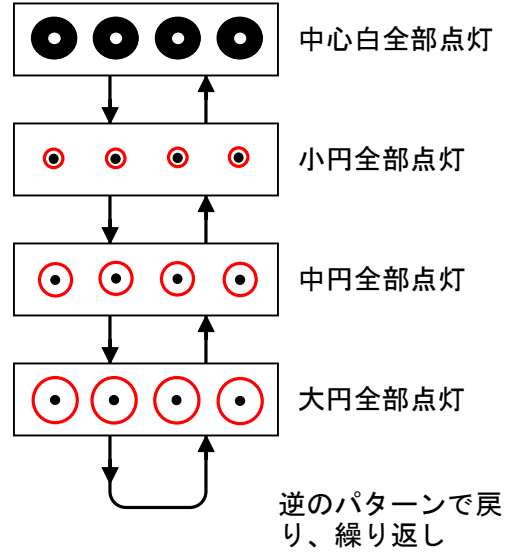 中心白全部点灯
小円全部点灯
中円全部点灯
大円全部点灯
逆のパターンで戻
り、繰り返し